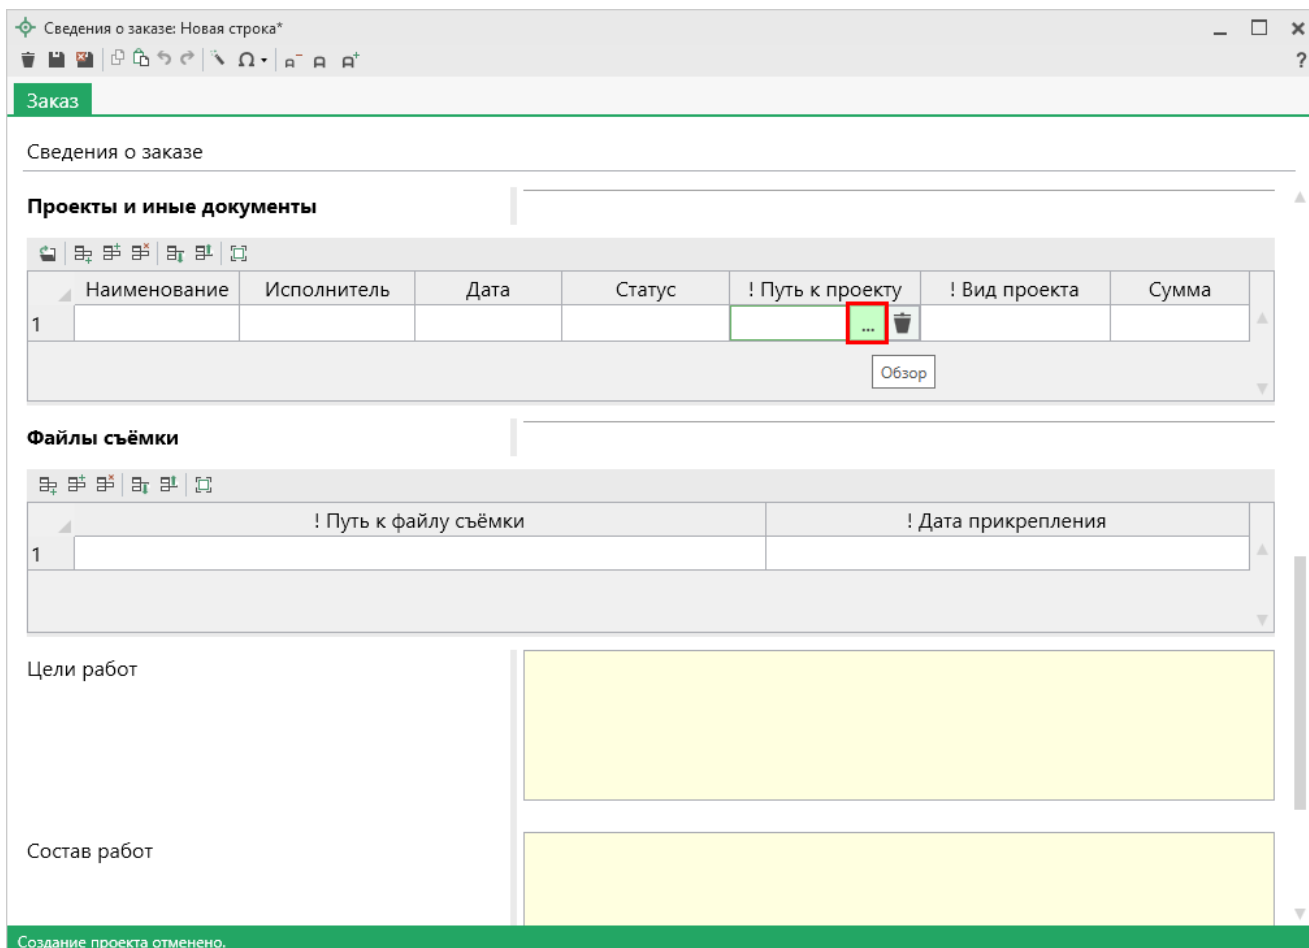 Сведения о заказе: Новая строка*
Ω
?
Заказ
Сведения о заказе
Проекты и иные документы
Наименование Исполнитель Дата Статус ! Путь к проекту ! Вид проекта Сумма
1 ...
Обзор
Файлы съёмки
! Путь к файлу съёмки ! Дата прикрепления
1
Цели работ
Состав работ
Создание проекта отменено.